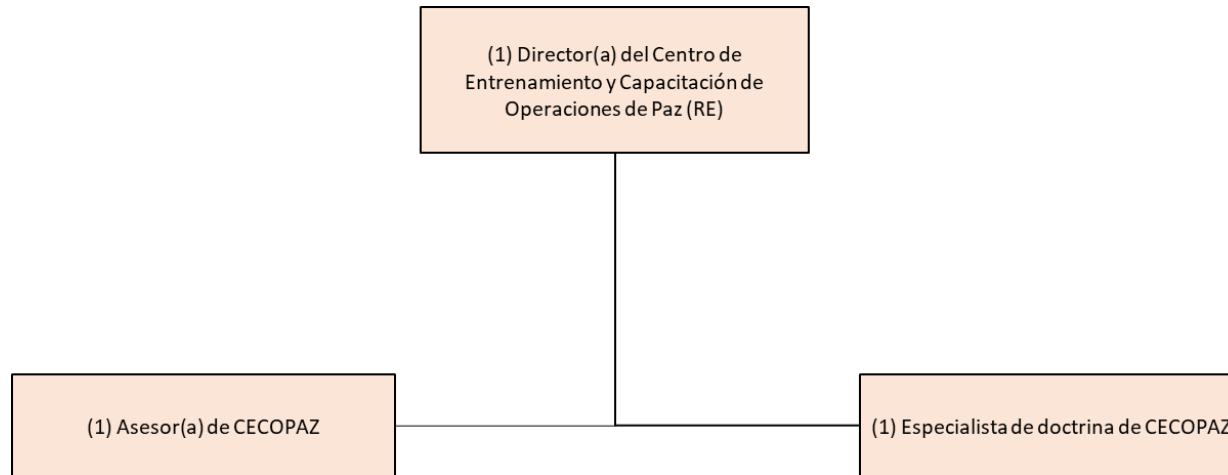 (1) Director(a) del Centro de
Entrenamiento y Capacitación de
Operaciones de Paz (RE)
(1) Asesor(a) de CECOPAZ
(1) Especialista de doctrina de CECOPAZ